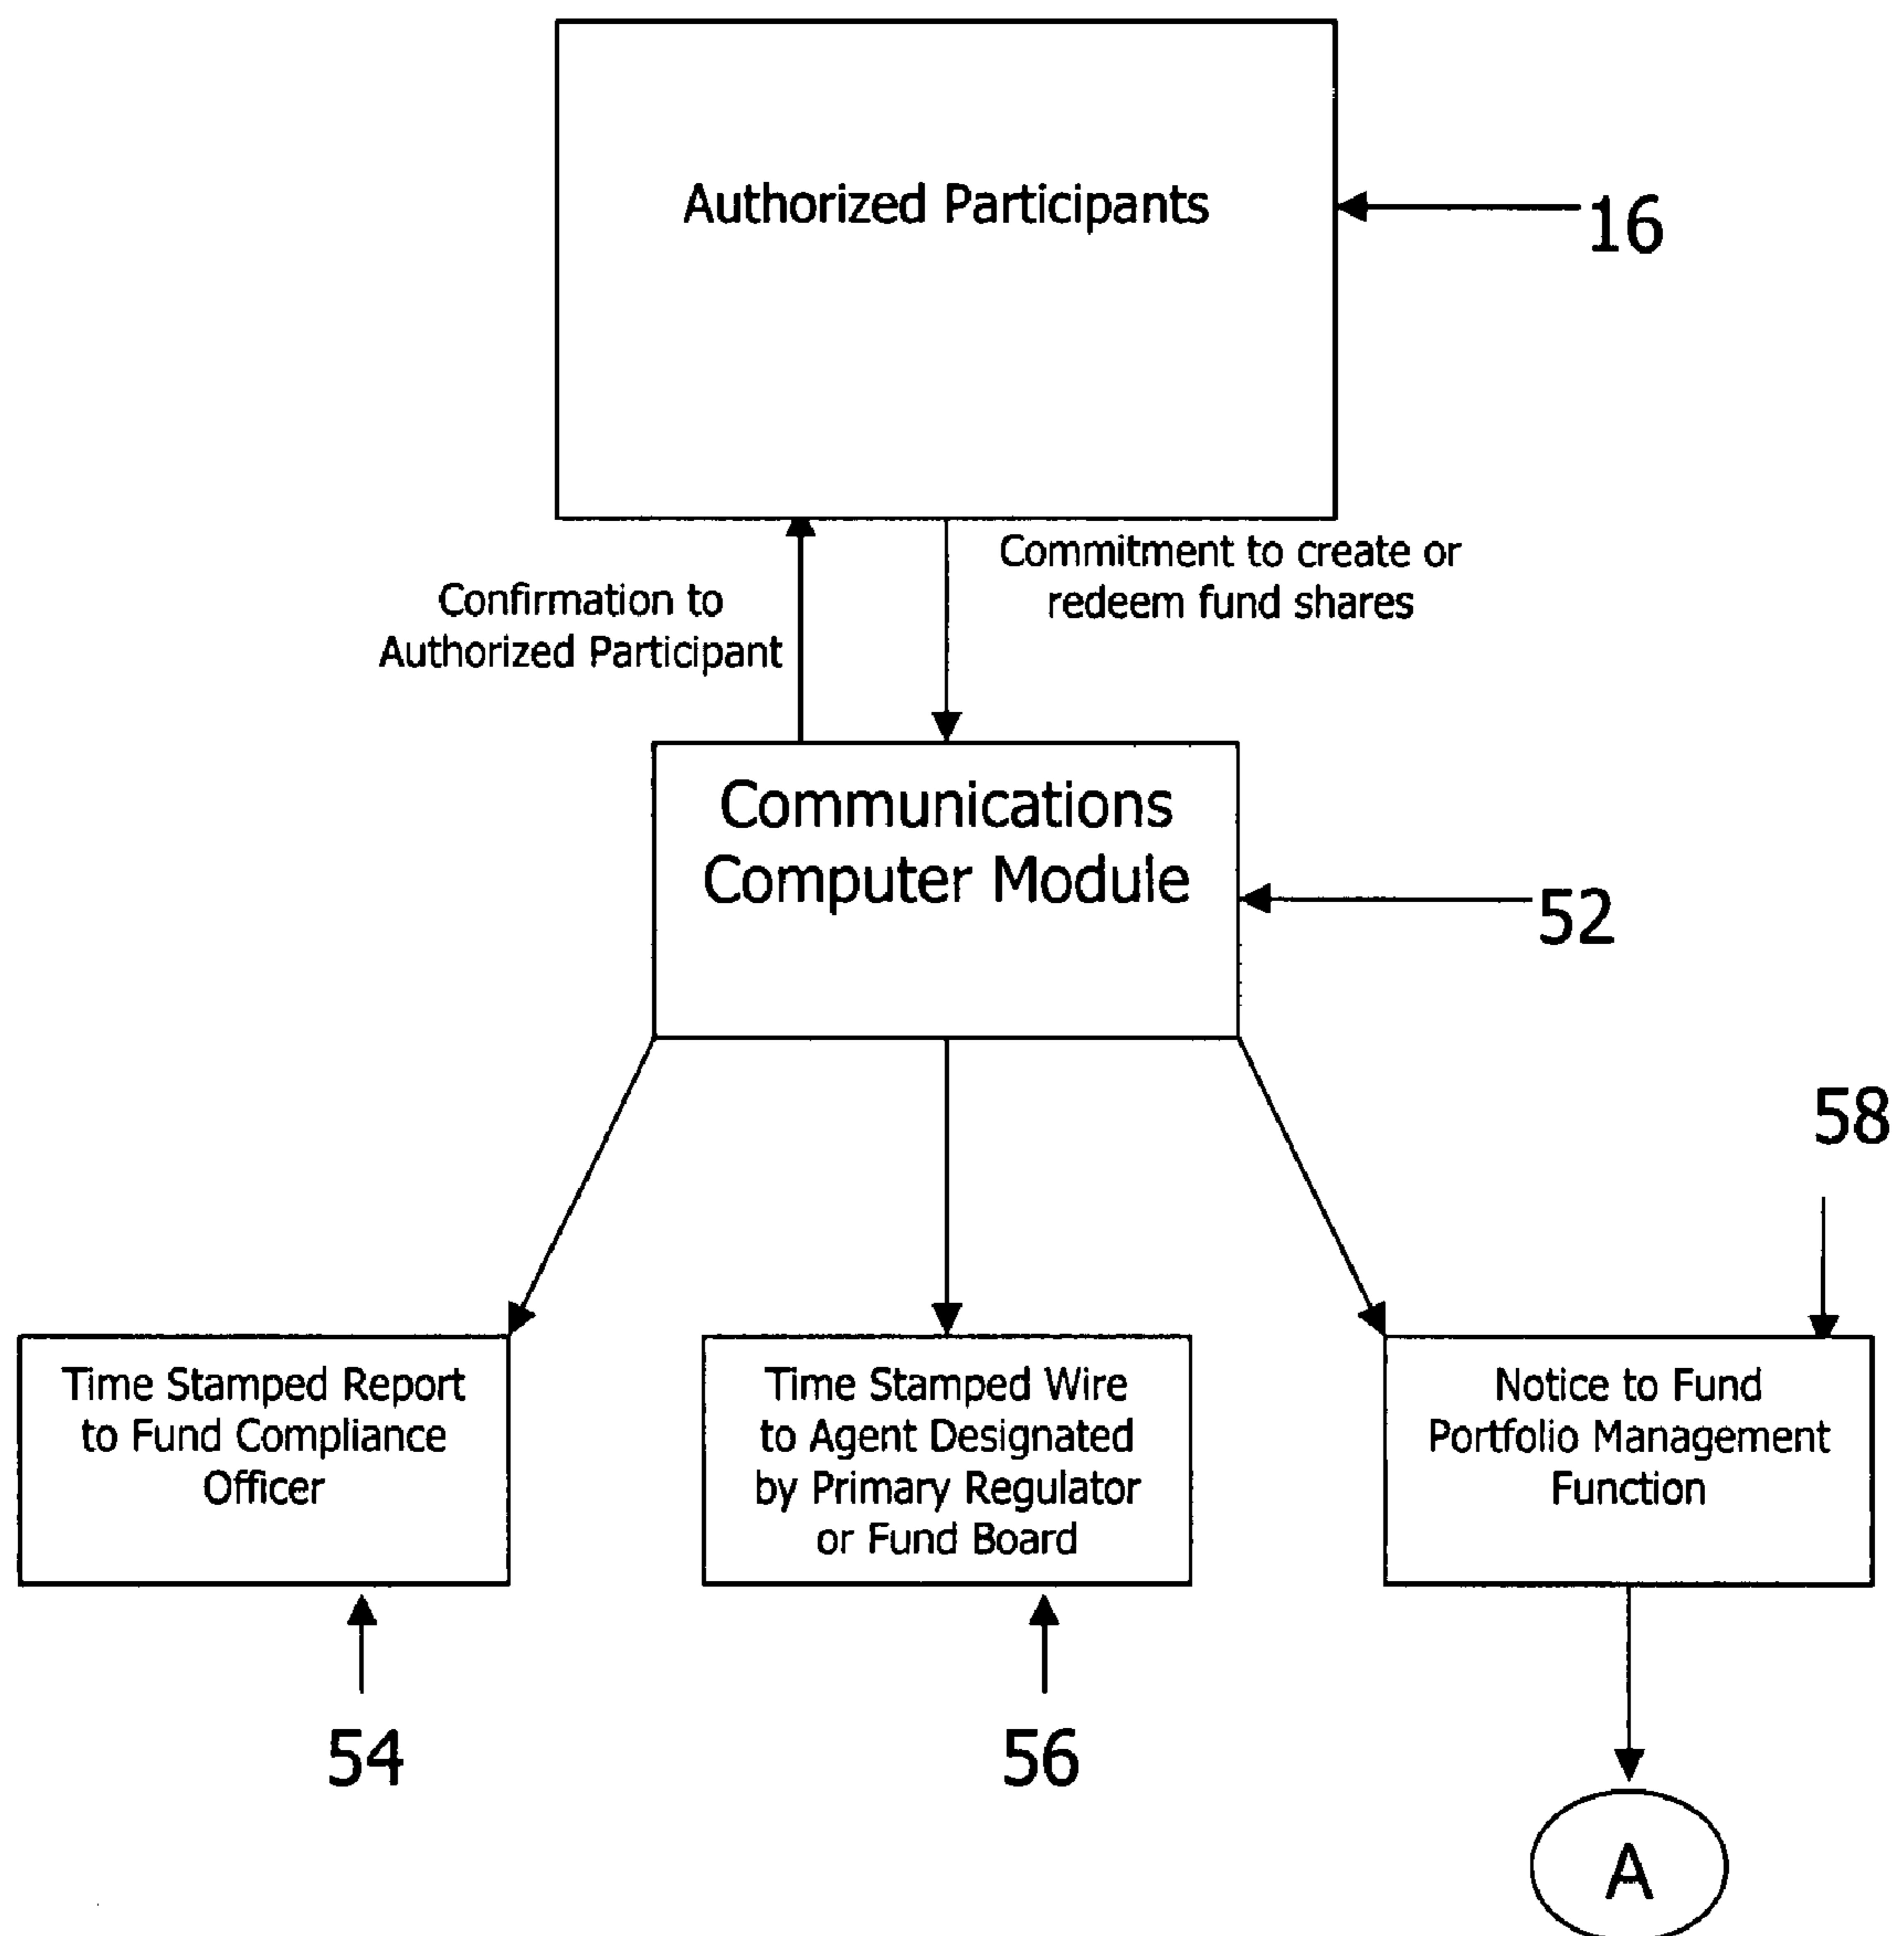 Authorized Participants
16
Confirmation to
Authorized Participant
Commitment to create or
redeem fund shares
Communications
Computer Module
52
58
Time Stamped Report
to Fund Compliance
Officer
Time Stamped Wire
to Agent Designated
by Primary Regulator
or Fund Board
Notice to Fund
Portfolio Management
Function
54
56
A